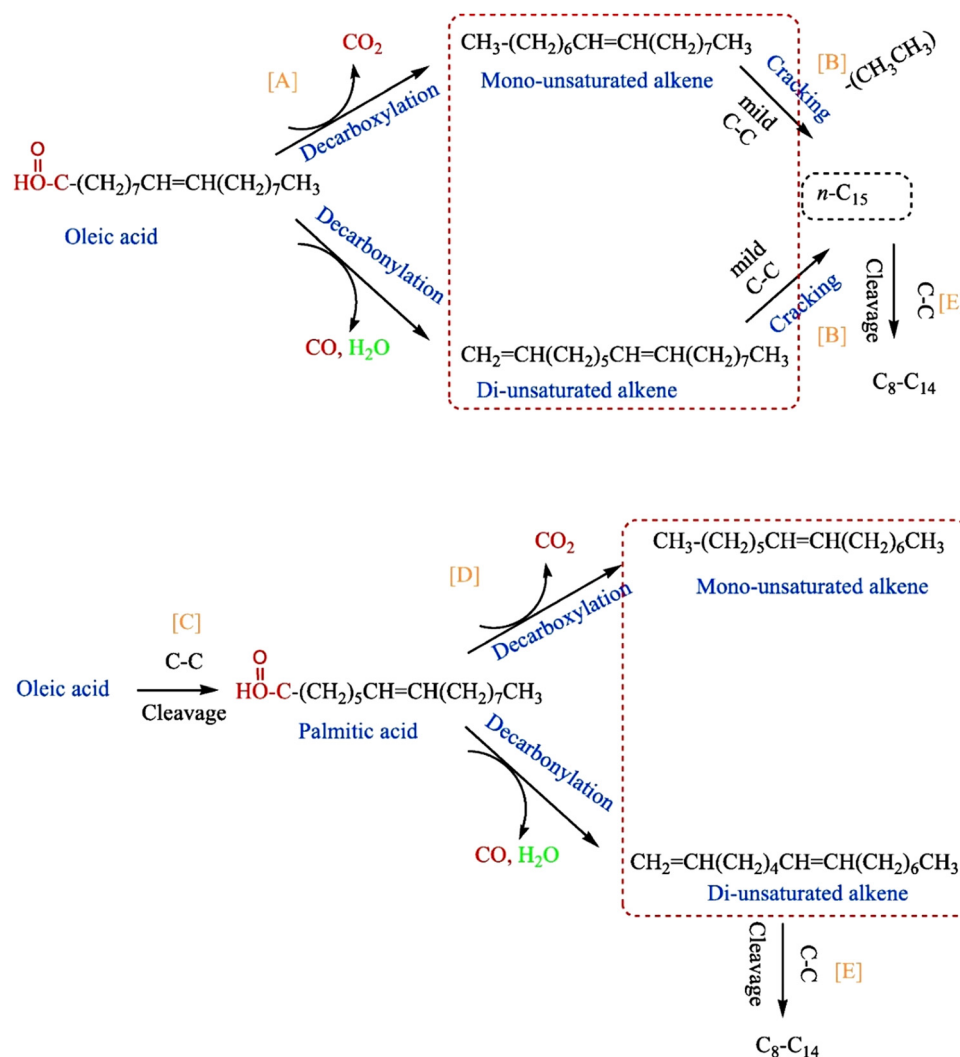 CO2
[A]
Decarboxylation
CH3-(CH2)6CH=CH(CH2)7CH3
Mono-unsaturated alkene
Cracking
mild
C-C
[B]
-(CH3CH3)
O
HO-C-(CH2)7CH=CH(CH2)7CH3
Oleic acid
n-C15
Decarbonylation
CO, H2O
mild
C-C
Cracking
[B]
Cleavage
C-C
[E
CH2=CH(CH2)5CH=CH(CH2)7CH3
Di-unsaturated alkene
C8-C14
CO2
[D]
Decarboxylation
CH3-(CH2)5CH=CH(CH2)6CH3
Mono-unsaturated alkene
[C]
C-C
Oleic acid
Cleavage
O
HO-C-(CH2)5CH=CH(CH2)7CH3
Palmitic acid
Decarbonylation
CO, H2O
CH2=CH(CH2)4CH=CH(CH2)6CH3
Di-unsaturated alkene
Cleavage
C-C
[E]
C8-C14